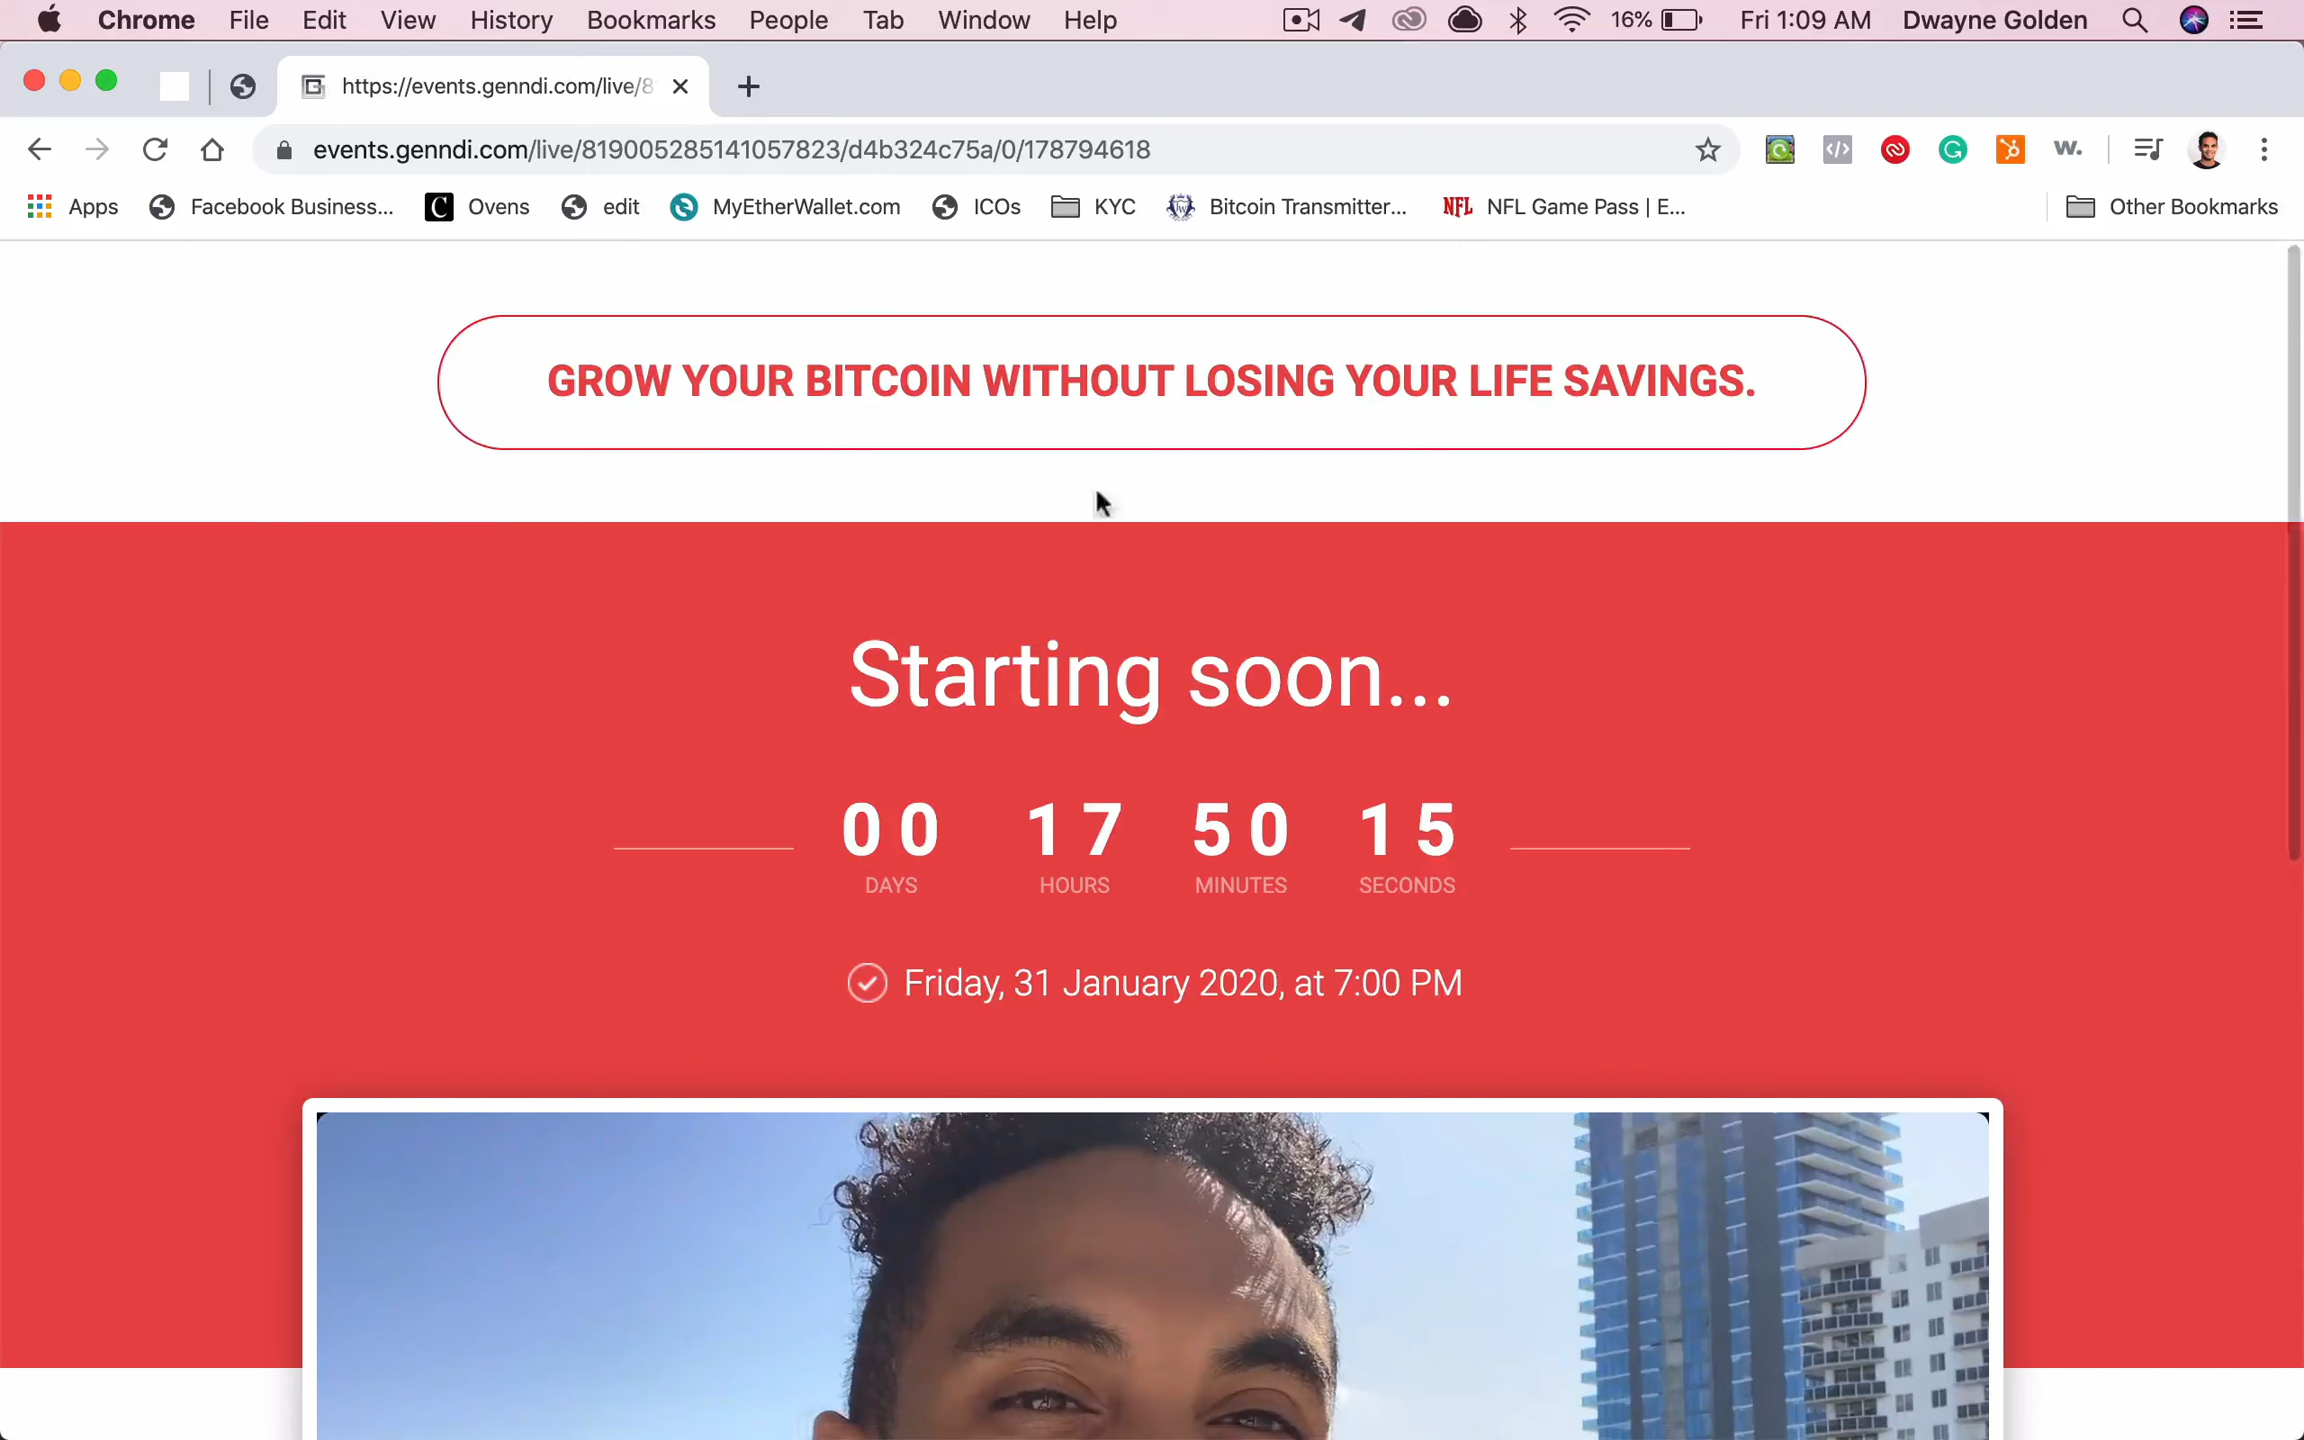 Chrome File Edit View History Bookmarks People Tab Window Help 16% Fri 1:09 AM Dwayne Golden
https://events.genndi.com/live/8
events.genndi.com/live/819005285141057823/d4b324c75a/0/178794618 W.
Apps Facebook Business... C Ovens edit MyEtherWallet.com ICOs KYC Bitcoin Transmitter... NFL NFL Game Pass | E... Other Bookmarks
GROW YOUR BITCOIN WITHOUT LOSING YOUR LIFE SAVINGS.
Starting soon...
00 17 50 15
DAYS HOURS MINUTES SECONDS
Friday, 31 January 2020, at 7:00 PM